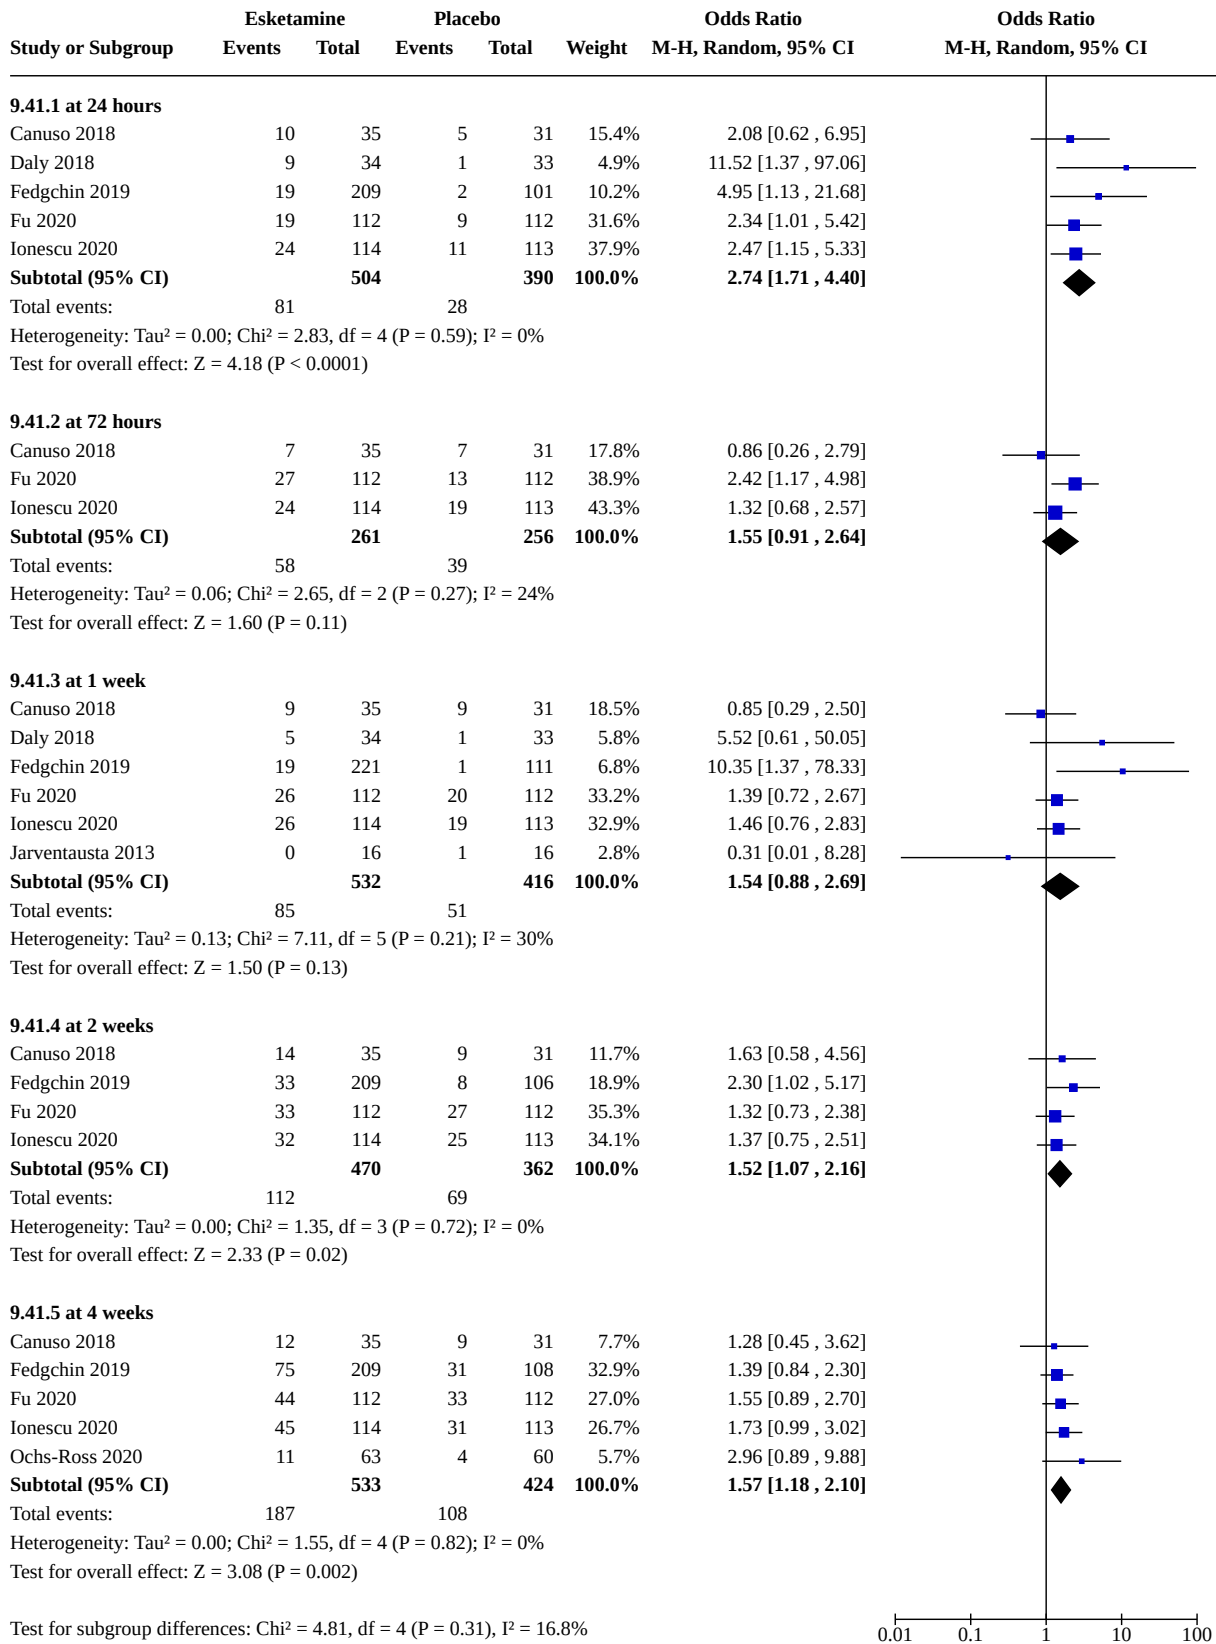 Esketamine Placebo Odds Ratio Odds Ratio
Study or Subgroup Events Total Events Total Weight M-H, Random, 95% CI M-H, Random, 95% CI
9.41.1 at 24 hours
Canuso 2018 10 35 5 31 15.4% 2.08 [0.62 , 6.95]
Daly 2018 9 34 1 33 4.9% 11.52 [1.37 , 97.06]
Fedgchin 2019 19 209 2 101 10.2% 4.95 [1.13 , 21.68]
Fu 2020 19 112 9 112 31.6% 2.34 [1.01 , 5.42]
Ionescu 2020 24 114 11 113 37.9% 2.47 [1.15 , 5.33]
Subtotal (95% CI) 504 390 100.0% 2.74 [1.71 , 4.40]
Total events: 81 28
Heterogeneity: Tau² = 0.00; Chi² = 2.83, df = 4 (P = 0.59); I² = 0%
Test for overall effect: Z = 4.18 (P < 0.0001)
9.41.2 at 72 hours
Canuso 2018 7 35 7 31 17.8% 0.86 [0.26 , 2.79]
Fu 2020 27 112 13 112 38.9% 2.42 [1.17 , 4.98]
Ionescu 2020 24 114 19 113 43.3% 1.32 [0.68 , 2.57]
Subtotal (95% CI) 261 256 100.0% 1.55 [0.91 , 2.64]
Total events: 58 39
Heterogeneity: Tau² = 0.06; Chi² = 2.65, df = 2 (P = 0.27); I² = 24%
Test for overall effect: Z = 1.60 (P = 0.11)
9.41.3 at 1 week
Canuso 2018 9 35 9 31 18.5% 0.85 [0.29 , 2.50]
Daly 2018 5 34 1 33 5.8% 5.52 [0.61 , 50.05]
Fedgchin 2019 19 221 1 111 6.8% 10.35 [1.37 , 78.33]
Fu 2020 26 112 20 112 33.2% 1.39 [0.72 , 2.67]
Ionescu 2020 26 114 19 113 32.9% 1.46 [0.76 , 2.83]
Jarventausta 2013 0 16 1 16 2.8% 0.31 [0.01 , 8.28]
Subtotal (95% CI) 532 416 100.0% 1.54 [0.88 , 2.69]
Total events: 85 51
Heterogeneity: Tau² = 0.13; Chi² = 7.11, df = 5 (P = 0.21); I² = 30%
Test for overall effect: Z = 1.50 (P = 0.13)
9.41.4 at 2 weeks
Canuso 2018 14 35 9 31 11.7% 1.63 [0.58 , 4.56]
Fedgchin 2019 33 209 8 106 18.9% 2.30 [1.02 , 5.17]
Fu 2020 33 112 27 112 35.3% 1.32 [0.73 , 2.38]
Ionescu 2020 32 114 25 113 34.1% 1.37 [0.75 , 2.51]
Subtotal (95% CI) 470 362 100.0% 1.52 [1.07 , 2.16]
Total events: 112 69
Heterogeneity: Tau² = 0.00; Chi² = 1.35, df = 3 (P = 0.72); I² = 0%
Test for overall effect: Z = 2.33 (P = 0.02)
9.41.5 at 4 weeks
Canuso 2018 12 35 9 31 7.7% 1.28 [0.45 , 3.62]
Fedgchin 2019 75 209 31 108 32.9% 1.39 [0.84 , 2.30]
Fu 2020 44 112 33 112 27.0% 1.55 [0.89 , 2.70]
Ionescu 2020 45 114 31 113 26.7% 1.73 [0.99 , 3.02]
Ochs-Ross 2020 11 63 4 60 5.7% 2.96 [0.89 , 9.88]
Subtotal (95% CI) 533 424 100.0% 1.57 [1.18 , 2.10]
Total events: 187 108
Heterogeneity: Tau² = 0.00; Chi² = 1.55, df = 4 (P = 0.82); I² = 0%
Test for overall effect: Z = 3.08 (P = 0.002)
Test for subgroup differences: Chi² = 4.81, df = 4 (P = 0.31), I² = 16.8%
0.01 0.1 1 10 100